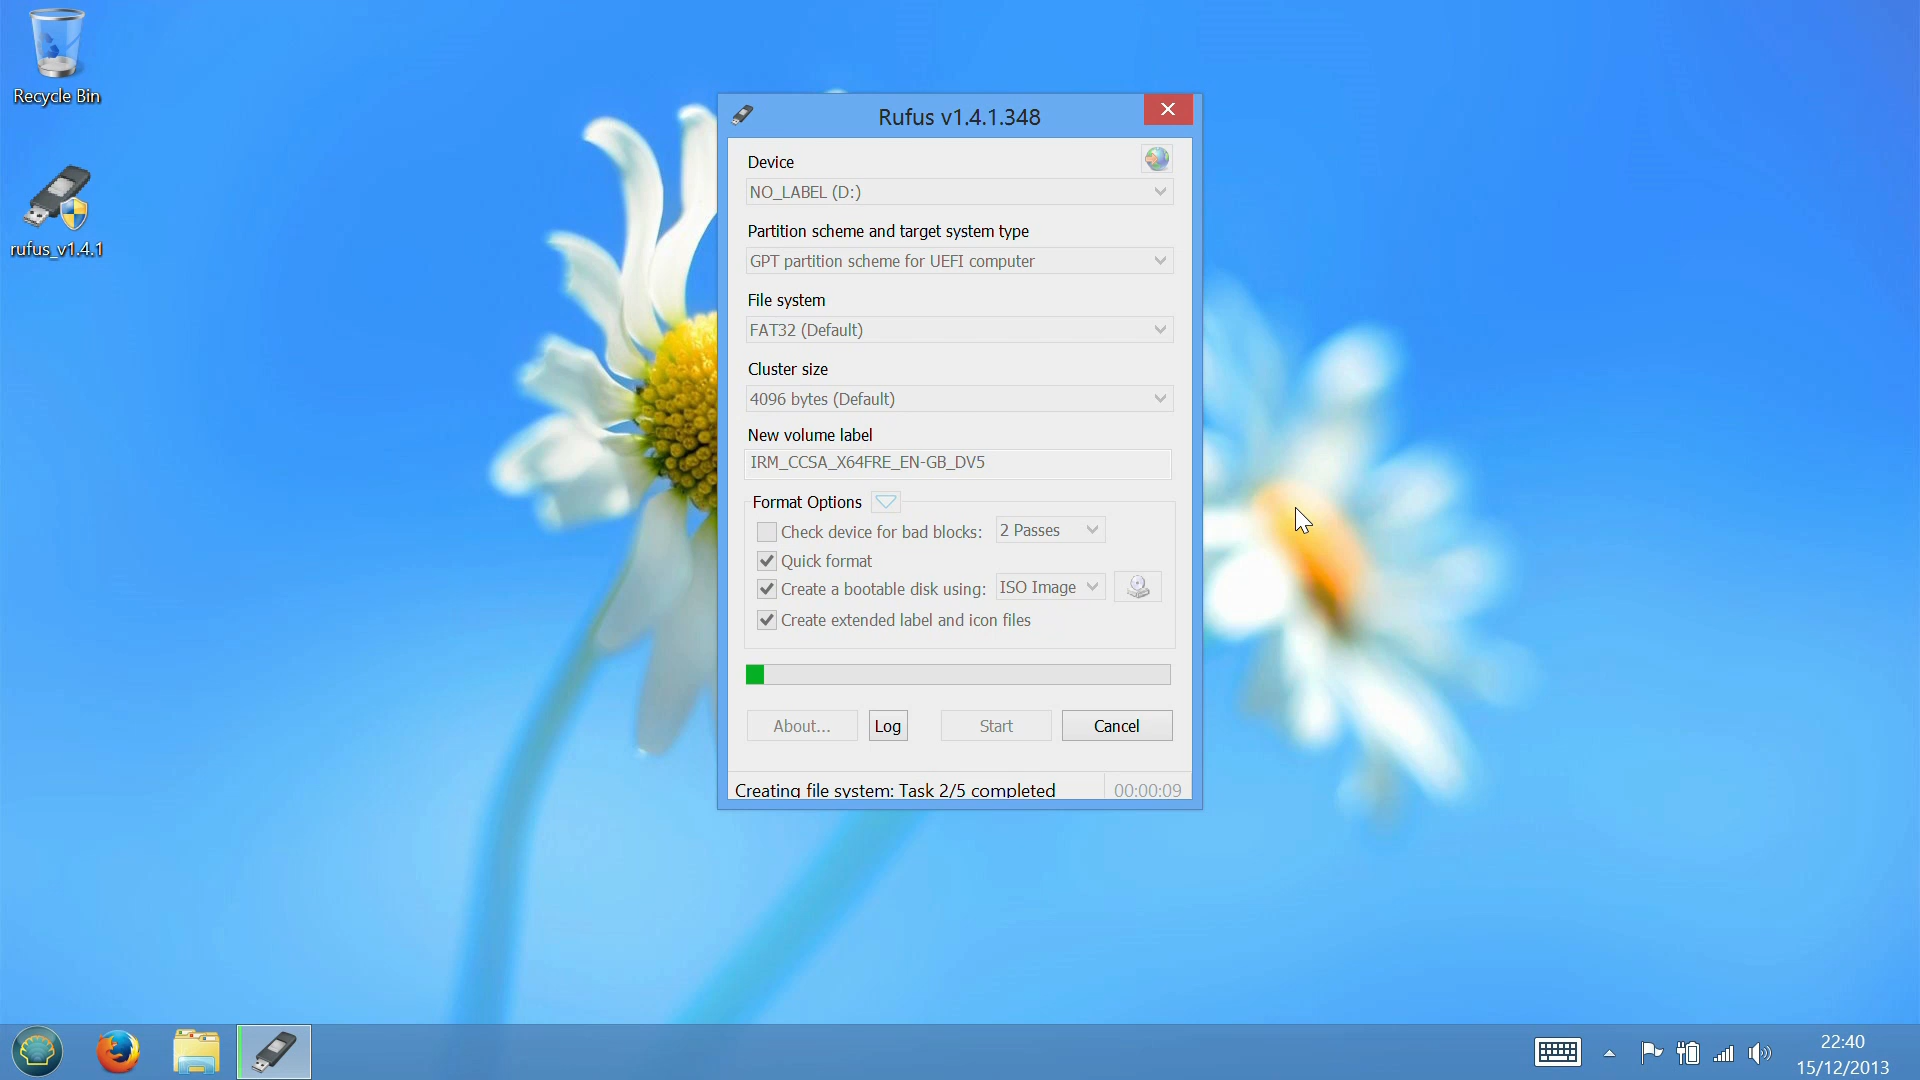 Recycle Bin
rufus_v1.4.1
Rufus v1.4.1.348
Device
NO_LABEL (D:)
Partition scheme and target system type
GPT partition scheme for UEFI computer
File system
FAT32 (Default)
Cluster size
4096 bytes (Default)
New volume label
IRM_CCSA_X64FRE_EN-GB_DV5
Format Options
Check device for bad blocks: 2 Passes
Quick format
Create a bootable disk using: ISO Image
Create extended label and icon files
About... Log Start Cancel
Creating file system: Task 2/5 completed 00:00:09
22:40
15/12/2013